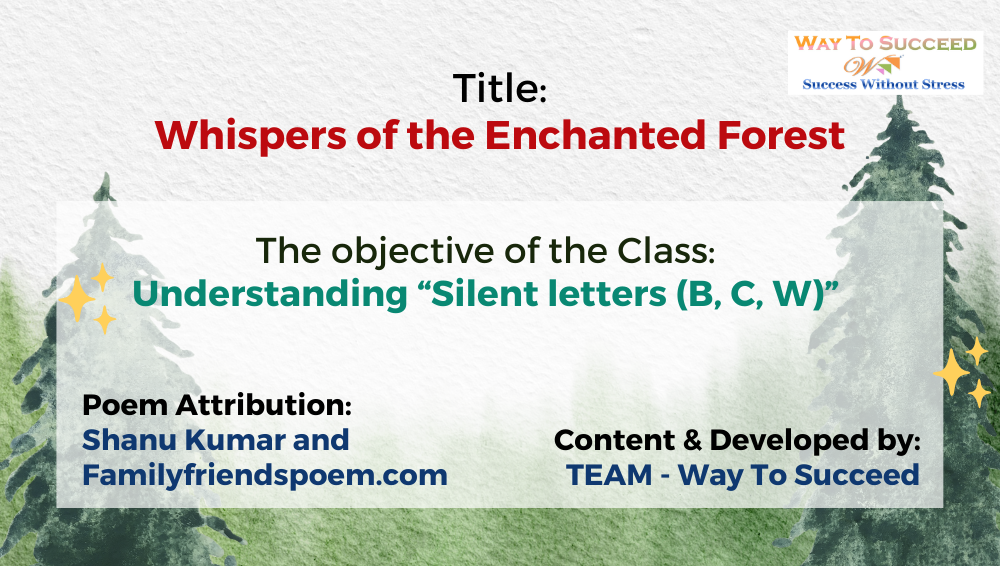 WAY TO SUCCEED
W
Success Without Stress
Title:
Whispers of the Enchanted Forest
The objective of the Class:
Understanding “Silent letters (B, C, W)”
Poem Attribution:
Shanu Kumar and
Familyfriendspoem.com
Content & Developed by:
TEAM - Way To Succeed